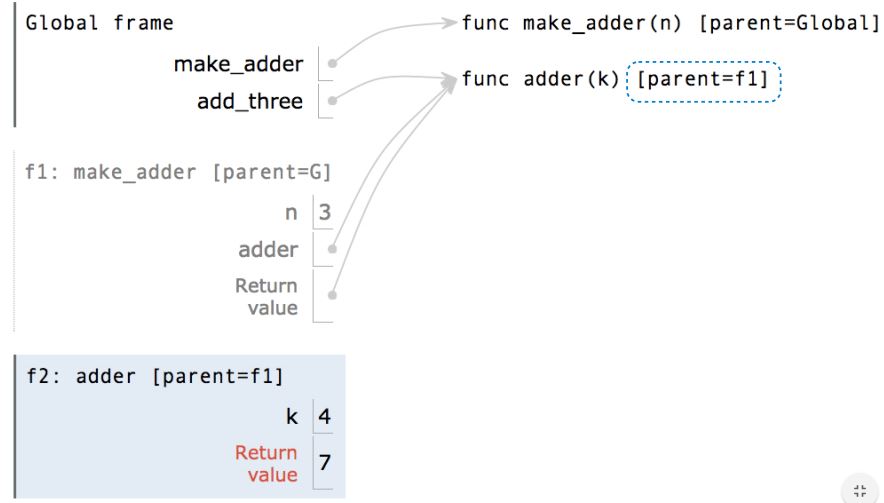 Global frame
func make_adder(n) [parent=Global]
make_adder
add_three
func adder(k) [parent=f1]
f1: make_adder [parent=G]
n 3
adder
Return
value
f2: adder [parent=f1]
k 4
Return
value 7